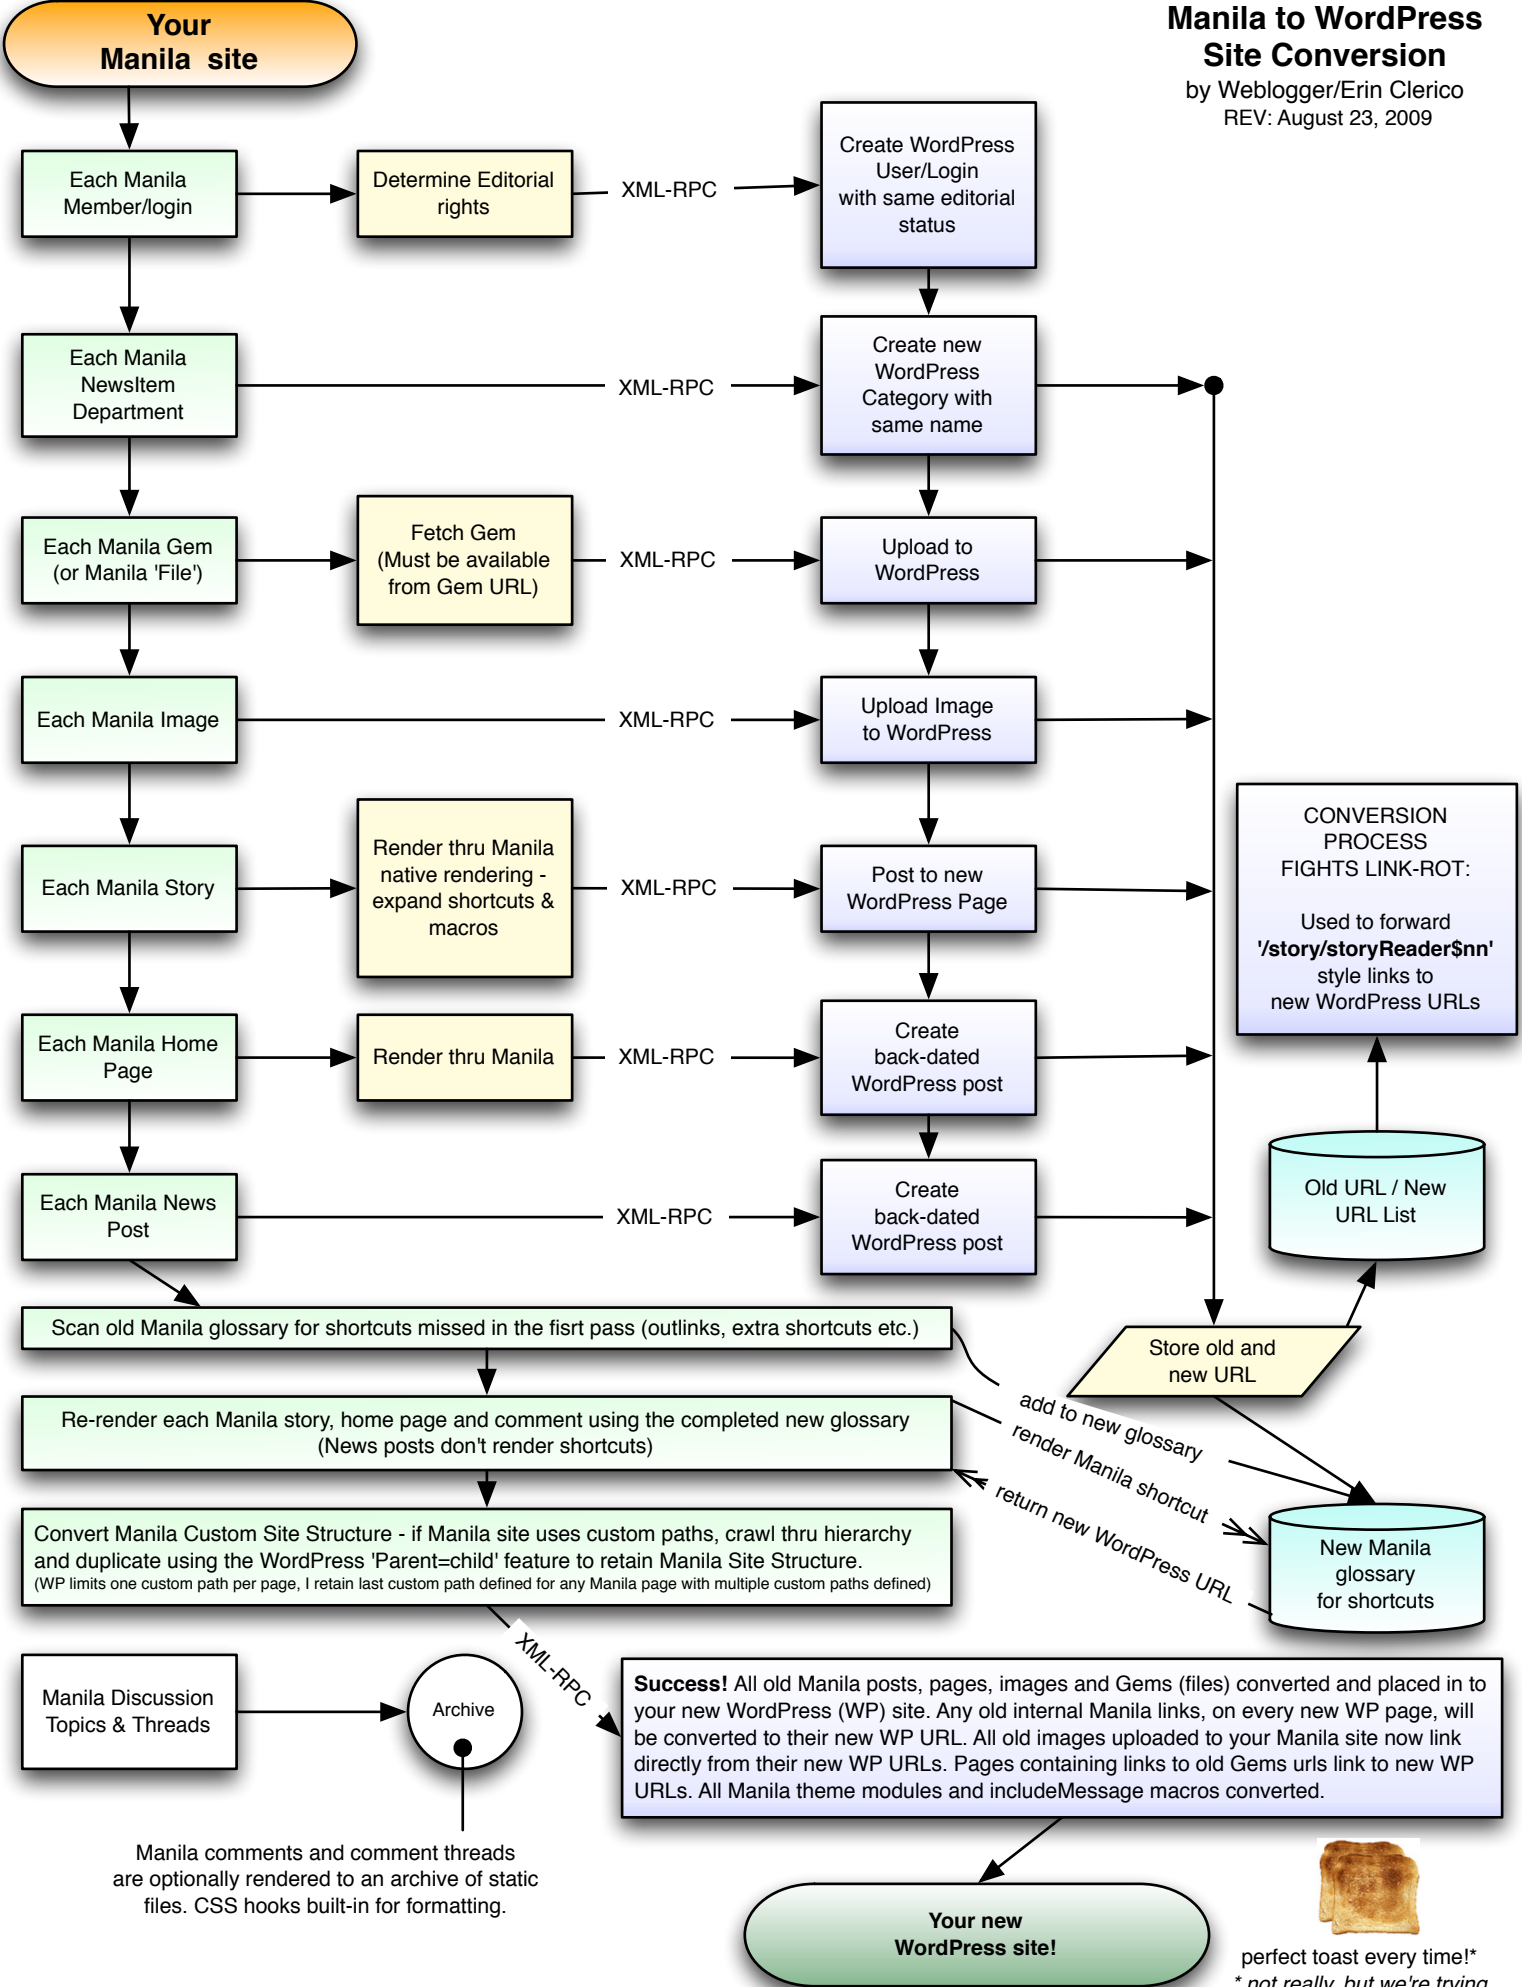 Your
Manila site
Manila to WordPress
Site Conversion
by Weblogger/Erin Clerico
REV: August 23, 2009
Each Manila
Member/login
Determine Editorial
rights
XML-RPC
Create WordPress
User/Login
with same editorial
status
Each Manila
NewsItem
Department
XML-RPC
Create new
WordPress
Category with
same name
Each Manila Gem
(or Manila 'File')
Fetch Gem
(Must be available
from Gem URL)
XML-RPC
Upload to
WordPress
Each Manila Image
XML-RPC
Upload Image
to WordPress
Each Manila Story
Render thru Manila
native rendering -
expand shortcuts &
macros
XML-RPC
Post to new
WordPress Page
CONVERSION
PROCESS
FIGHTS LINK-ROT:
Used to forward
'/story/storyReader$nn'
style links to
new WordPress URLs
Each Manila Home
Page
Render thru Manila
XML-RPC
Create
back-dated
WordPress post
Each Manila News
Post
XML-RPC
Create
back-dated
WordPress post
Old URL / New
URL List
Scan old Manila glossary for shortcuts missed in the fisrt pass (outlinks, extra shortcuts etc.)
Store old and
new URL
Re-render each Manila story, home page and comment using the completed new glossary
(News posts don't render shortcuts)
add to new glossary
render Manila shortcut
return new WordPress URL
Convert Manila Custom Site Structure - if Manila site uses custom paths, crawl thru hierarchy
and duplicate using the WordPress 'Parent=child' feature to retain Manila Site Structure.
(WP limits one custom path per page, I retain last custom path defined for any Manila page with multiple custom paths defined)
New Manila
glossary
for shortcuts
XML-RPC
Manila Discussion
Topics & Threads
Archive
Success! All old Manila posts, pages, images and Gems (files) converted and placed in to
your new WordPress (WP) site. Any old internal Manila links, on every new WP page, will
be converted to their new WP URL. All old images uploaded to your Manila site now link
directly from their new WP URLs. Pages containing links to old Gems urls link to new WP
URLs. All Manila theme modules and includeMessage macros converted.
Manila comments and comment threads
are optionally rendered to an archive of static
files. CSS hooks built-in for formatting.
Your new
WordPress site!
perfect toast every time!*
* not really, but we're trying